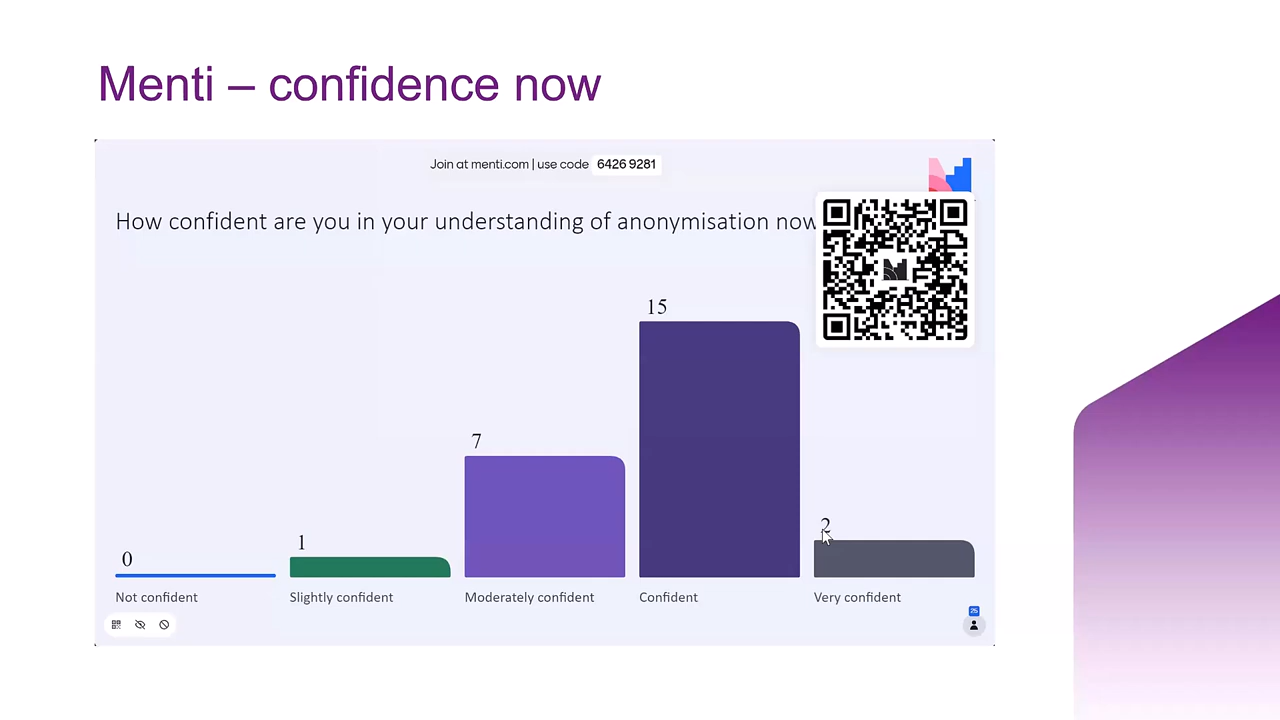 Menti – confidence now
Join at menti.com | use code 6426 9281
How confident are you in your understanding of anonymisation now
15
7
2
1
0
Not confident
Slightly confident
Moderately confident
Confident
Very confident
25